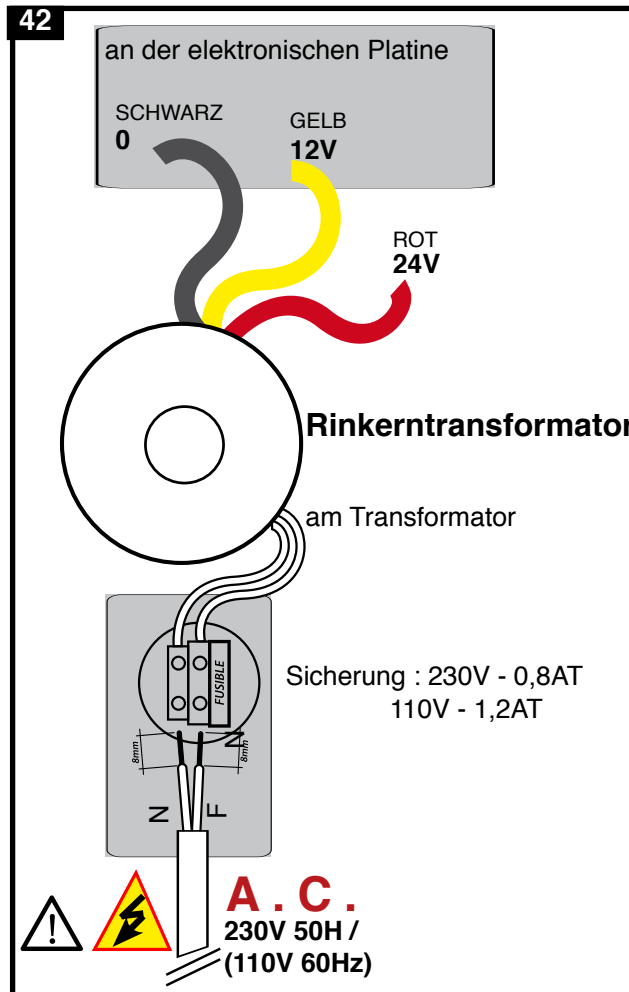 42
an der elektronischen Platine
SCHWARZ
0
GELB
12V
ROT
24V
Rinkerntransformator
am Transformator
FUSIBLE
Sicherung : 230V - 0,8AT
110V - 1,2AT
N
8mm
8mm
N
F
A . C .
230V 50H /
(110V 60Hz)